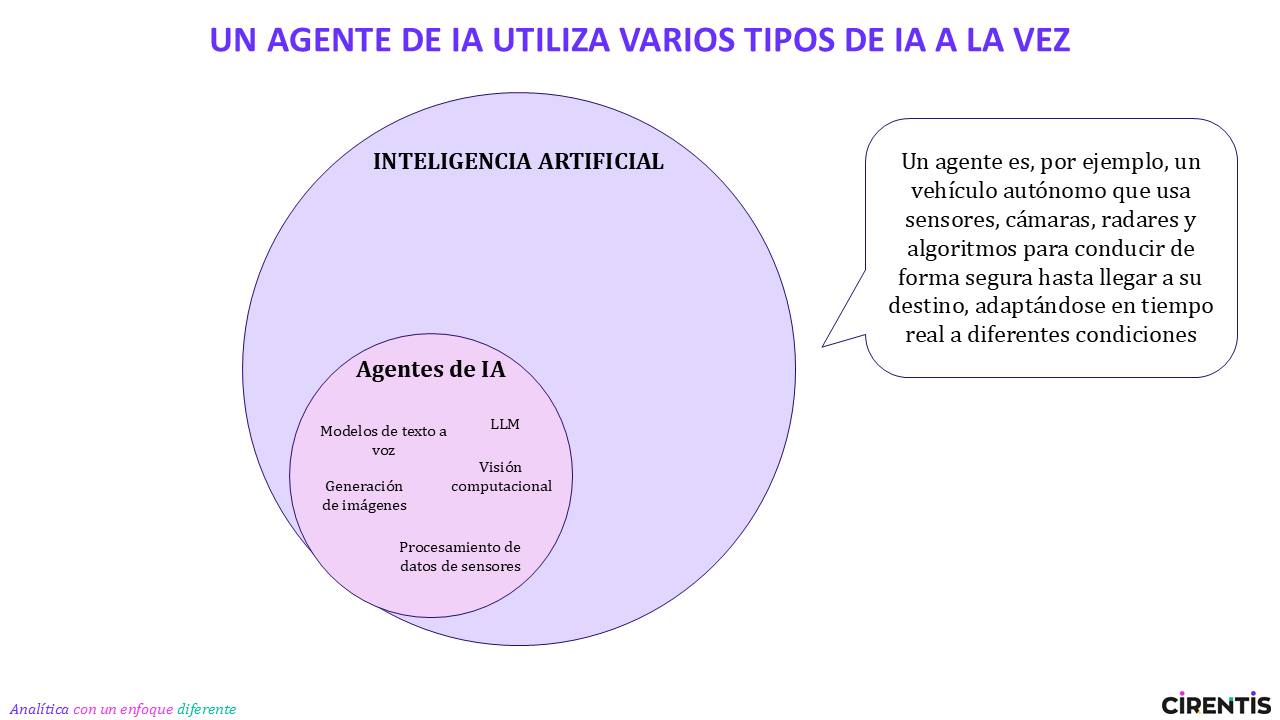 UN AGENTE DE IA UTILIZA VARIOS TIPOS DE IA A LA VEZ
INTELIGENCIA ARTIFICIAL
Un agente es, por ejemplo, un
vehículo autónomo que usa
sensores, cámaras, radares y
algoritmos para conducir de
forma segura hasta llegar a su
destino, adaptándose en tiempo
real a diferentes condiciones
Agentes de IA
Modelos de texto a
voz
LLM
Visión
computacional
Generación
de imágenes
Procesamiento de
datos de sensores
Analítica con un enfoque diferente
CIRENTIS